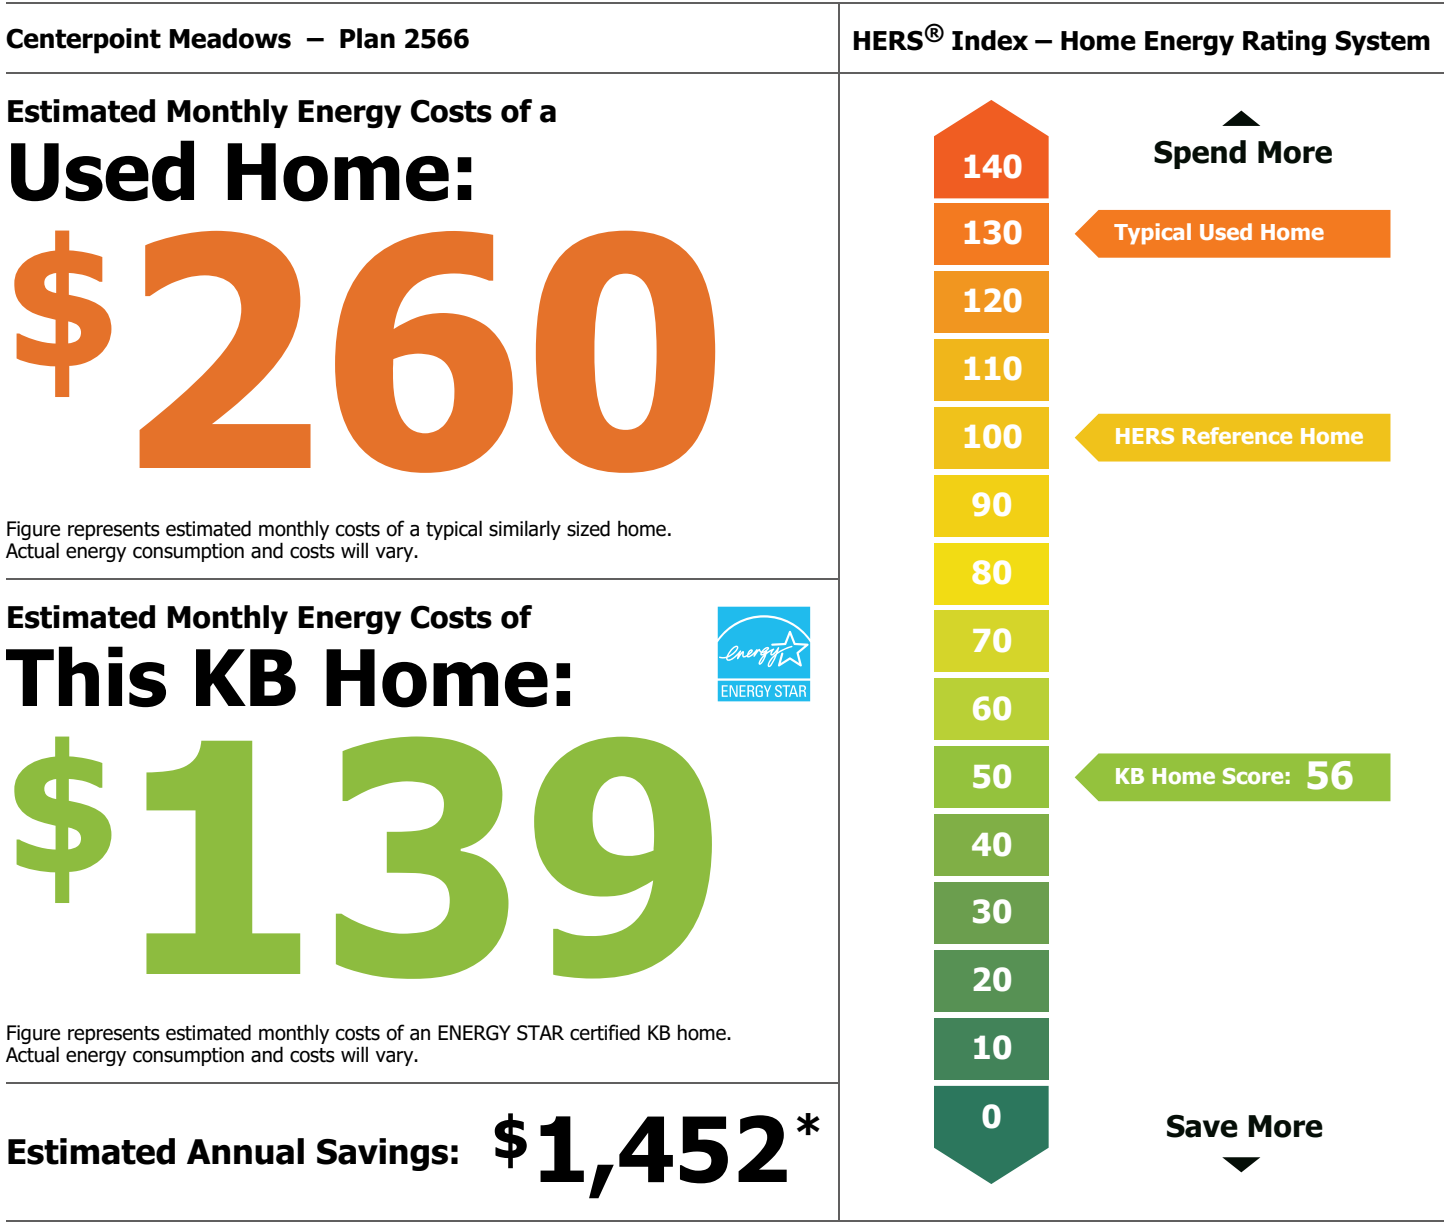 Centerpoint Meadows – Plan 2566
Estimated Monthly Energy Costs of a
Used Home:
$260
Figure represents estimated monthly costs of a typical similarly sized home.
Actual energy consumption and costs will vary.
Estimated Monthly Energy Costs of
This KB Home:
energy
ENERGY STAR
$139
Figure represents estimated monthly costs of an ENERGY STAR certified KB home.
Actual energy consumption and costs will vary.
Estimated Annual Savings: $1,452*
HERS® Index – Home Energy Rating System
Spend More
140
130 Typical Used Home
120
110
100 HERS Reference Home
90
80
70
60
50 KB Home Score: 56
40
30
20
10
0
Save More